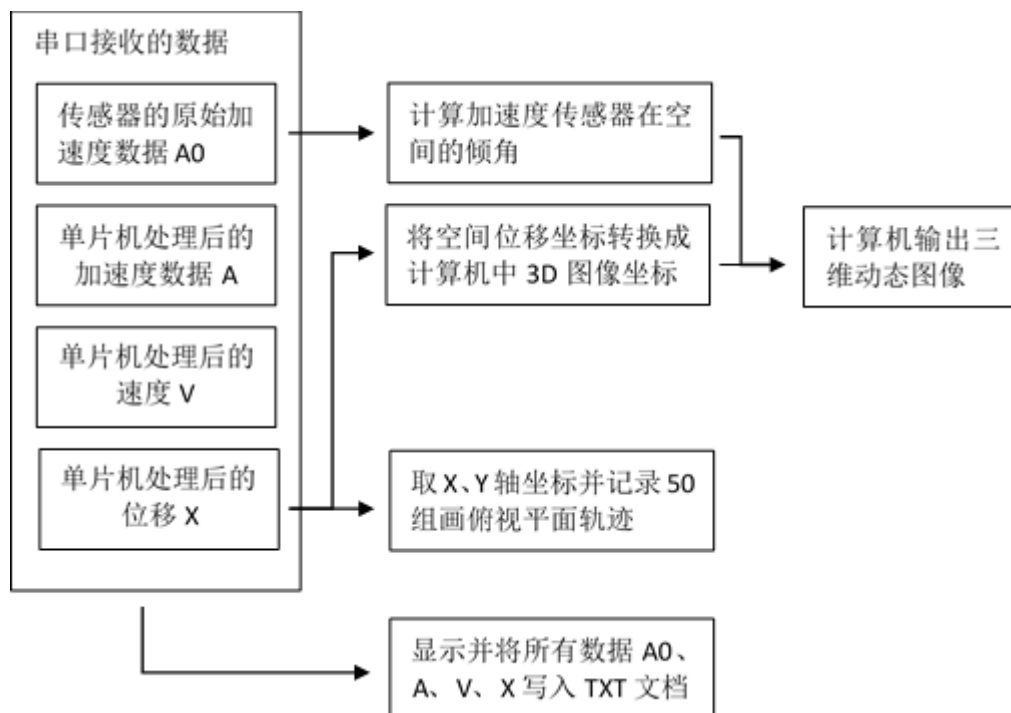 串口接收的数据
传感器的原始加
速度数据 A0
单片机处理后的
加速度数据 A
单片机处理后的
速度 V
单片机处理后的
位移 X
计算加速度传感器在空
间的倾角
将空间位移坐标转换成
计算机中 3D 图像坐标
取 X、Y 轴坐标并记录 50
组画俯视平面轨迹
显示并将所有数据 A0、
A、V、X 写入 TXT 文档
计算机输出三
维动态图像